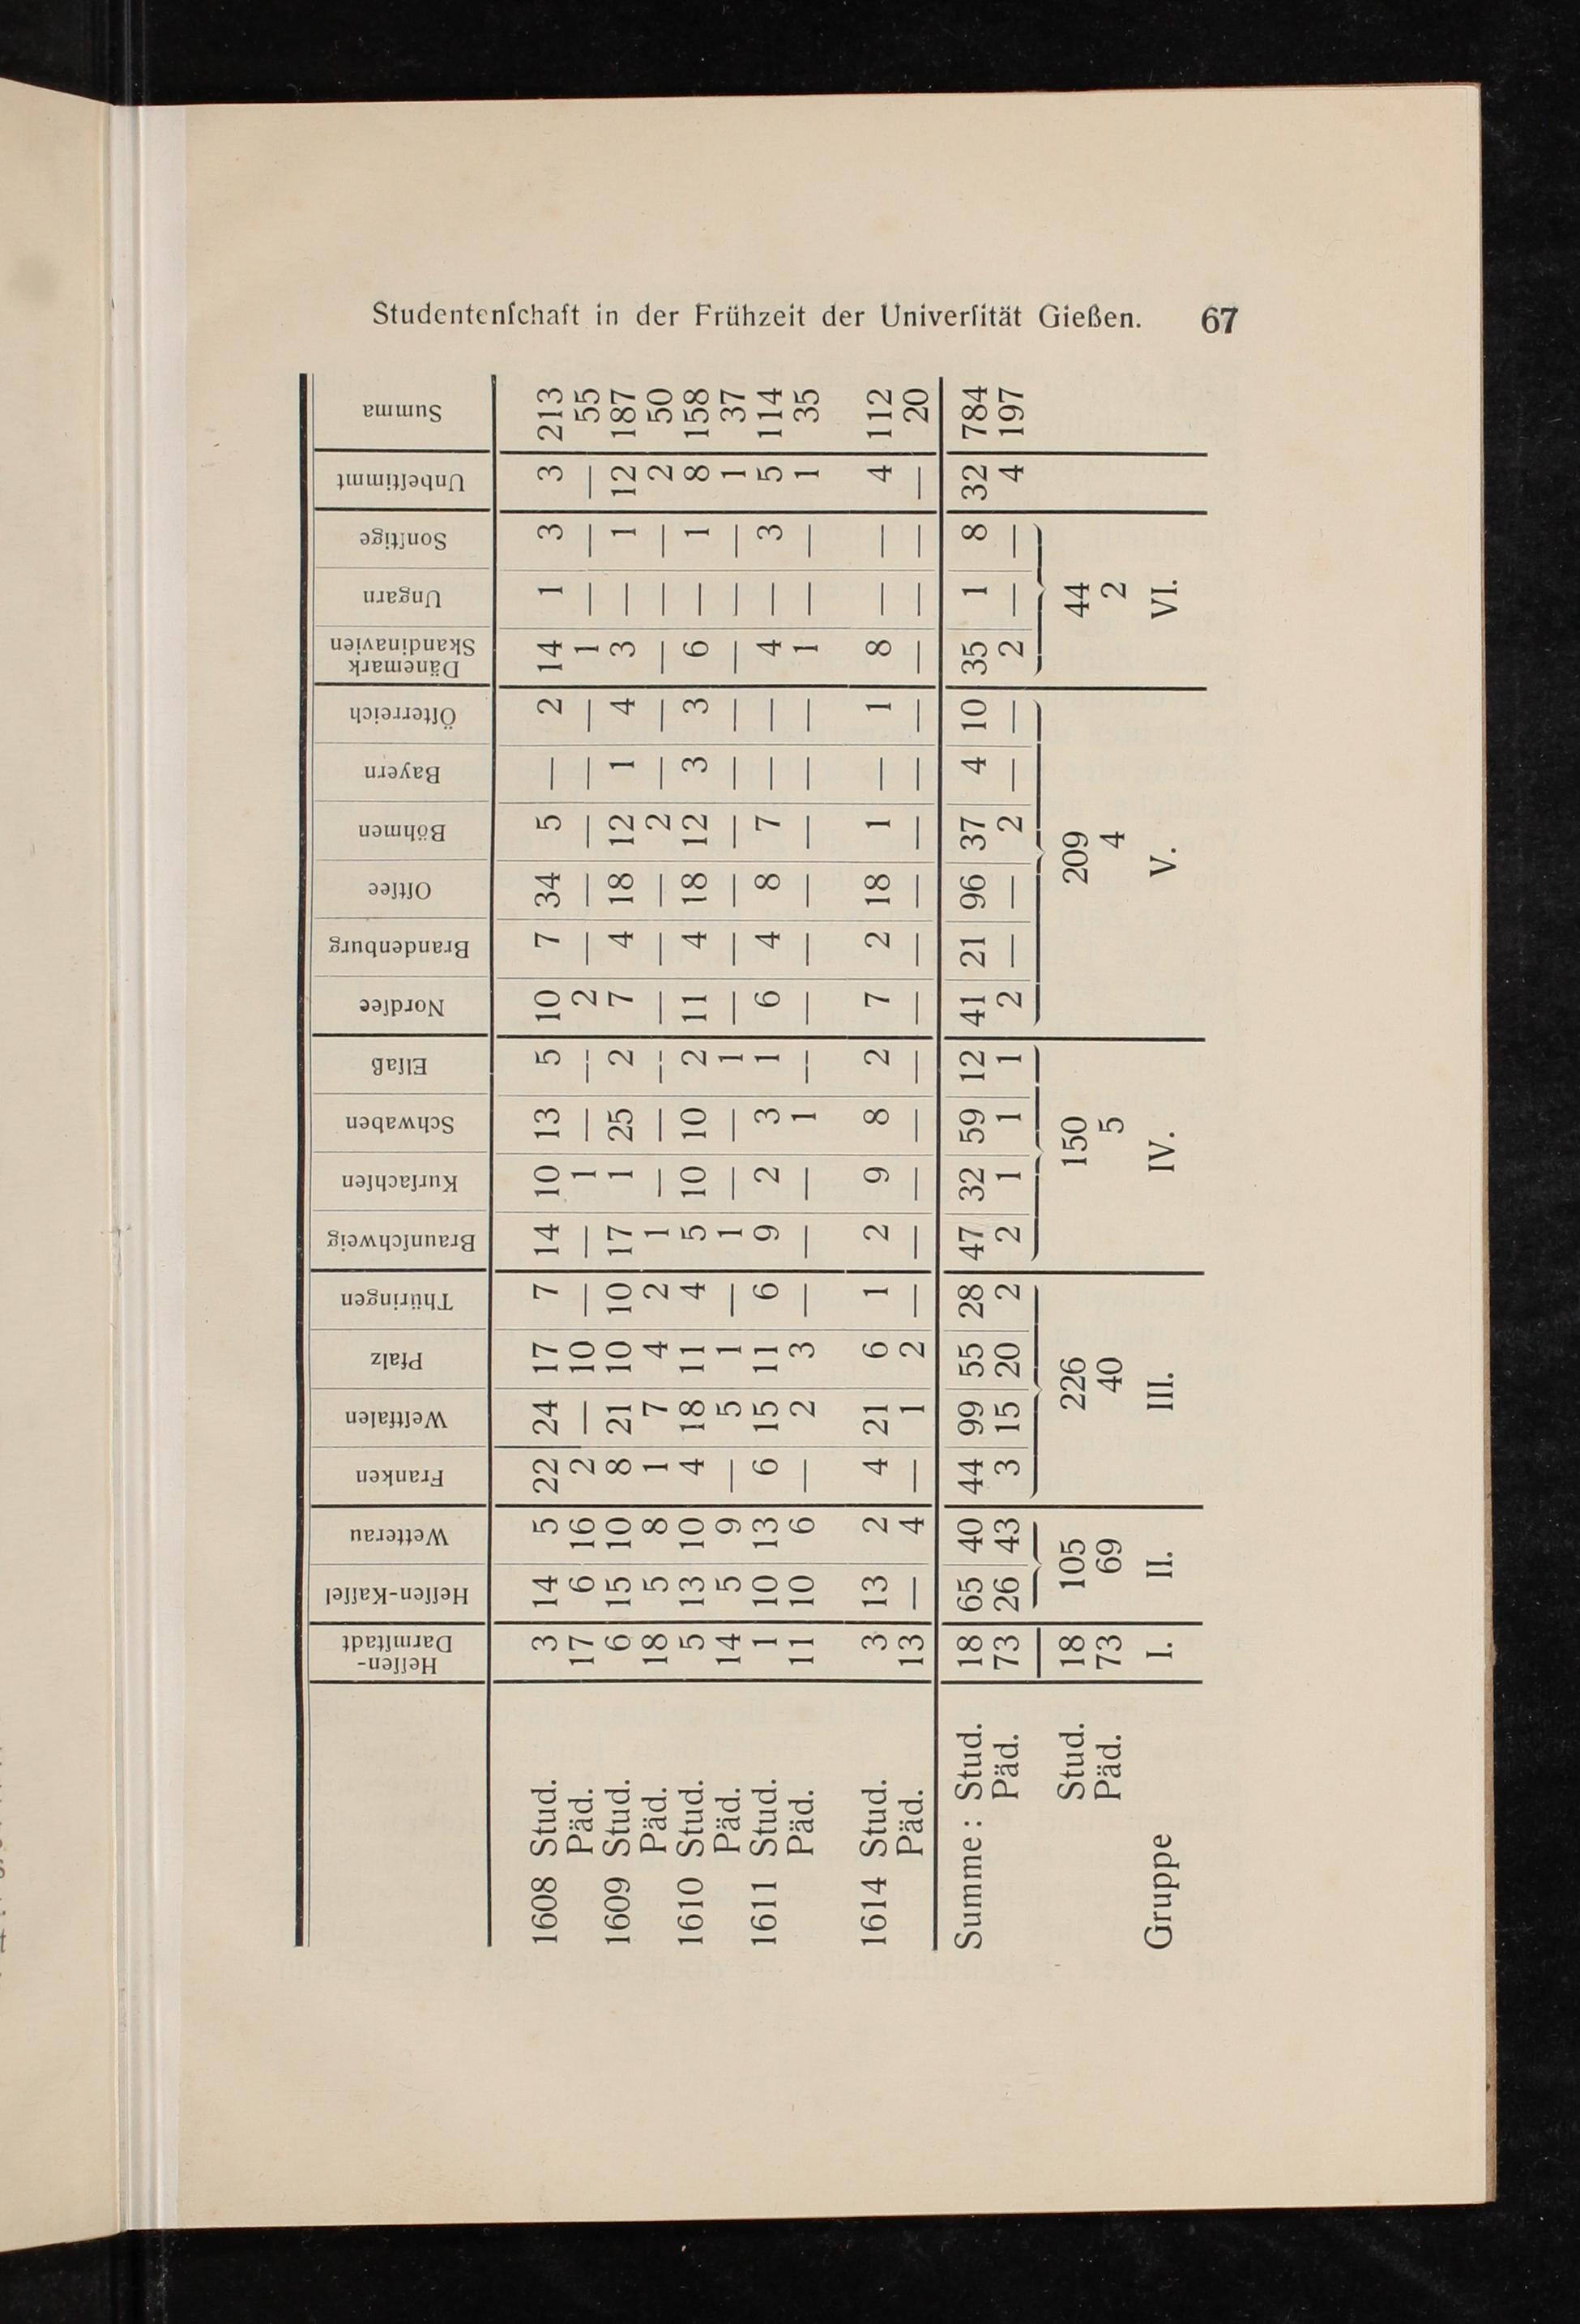 Studentenſchaft in der Frühzeit der Univerſität Gießen. 67
Heſſen-Darmſtadt Heſſen-Kaſſel Wetterau Franken Weſtfalen Pfalz Thüringen Braunſchweig Kurſachſen Schwaben Elſaß Nordſee Brandenburg Oſtſee Böhmen Bayern Öſterreich Dänemark Skandinavien Ungarn Sonſtige Unbeſtimmt Summa
1608 Stud. 3 14 5 22 24 17 7 14 10 13 5 10 7 34 5 — 2 14 1 3 3 213
Päd. 17 6 16 2 — 10 — — 1 — — 2 — — — — — 1 — — — 55
1609 Stud. 6 15 10 8 21 10 10 17 1 25 2 7 4 18 12 1 4 3 — 1 12 187
Päd. 18 5 8 1 7 4 2 1 — — — — — — 2 — — — — — 2 50
1610 Stud. 5 13 10 4 18 11 4 5 10 10 2 11 4 18 12 3 3 6 — 1 8 158
Päd. 14 5 9 — 5 1 — 1 — — 1 — — — — — — — — — 1 37
1611 Stud. 1 10 13 6 15 11 6 9 2 3 1 6 4 8 7 — — 4 — 3 5 114
Päd. 11 10 6 — 2 3 — — — 1 — — — — — — — 1 — — 1 35
1614 Stud. 3 13 2 4 21 6 1 2 9 8 2 7 2 18 1 — 1 8 — — 4 112
Päd. 13 — 4 — 1 2 — — — — — — — — — — — — — — — 20
Summe: Stud. 18 65 40 44 99 55 28 47 32 59 12 41 21 96 37 4 10 35 1 8 32 784
Päd. 73 26 43 3 15 20 2 2 1 1 1 2 — — 2 — — 2 — — 4 197
Stud. 18 105 226 150 209 44
Päd. 73 69 40 5 4 2
Gruppe I. II. III. IV. V. VI.